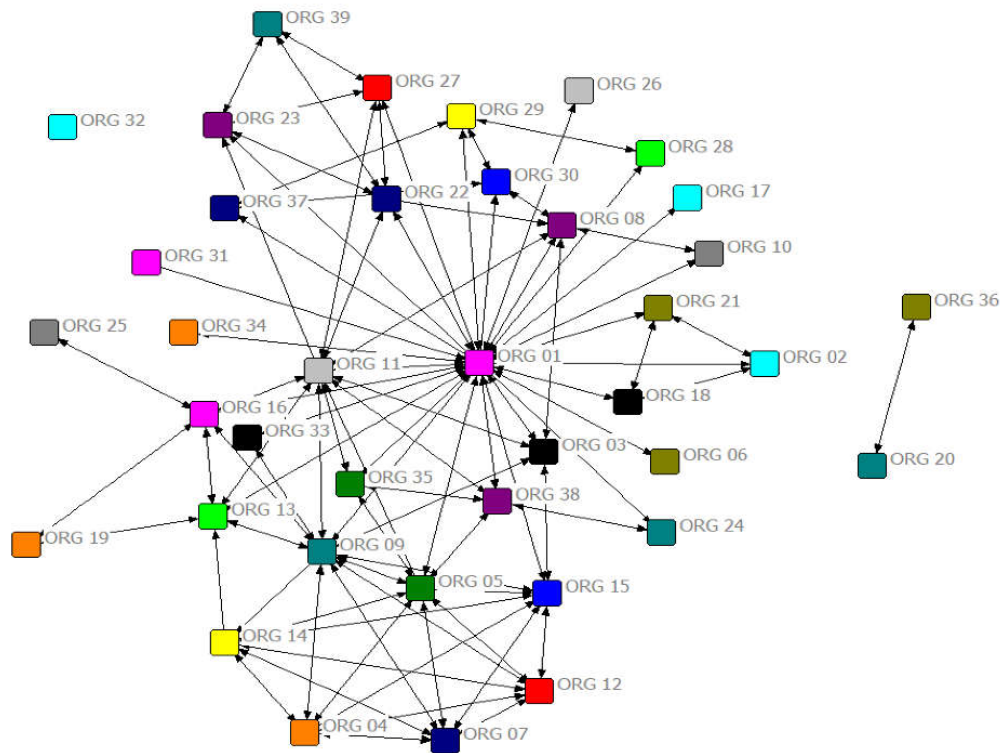 ORG 39
ORG 27
ORG 26
ORG 29
ORG 23
ORG 32
ORG 28
ORG 30
ORG 17
ORG 22
ORG 37
ORG 08
ORG 10
ORG 31
ORG 21
ORG 36
ORG 25
ORG 34
ORG 11
ORG 01
ORG 02
ORG 18
ORG 16
ORG 33
ORG 03
ORG 06
ORG 20
ORG 35
ORG 38
ORG 13
ORG 24
ORG 19
ORG 09
ORG 05
ORG 15
ORG 14
ORG 12
ORG 04
ORG 07